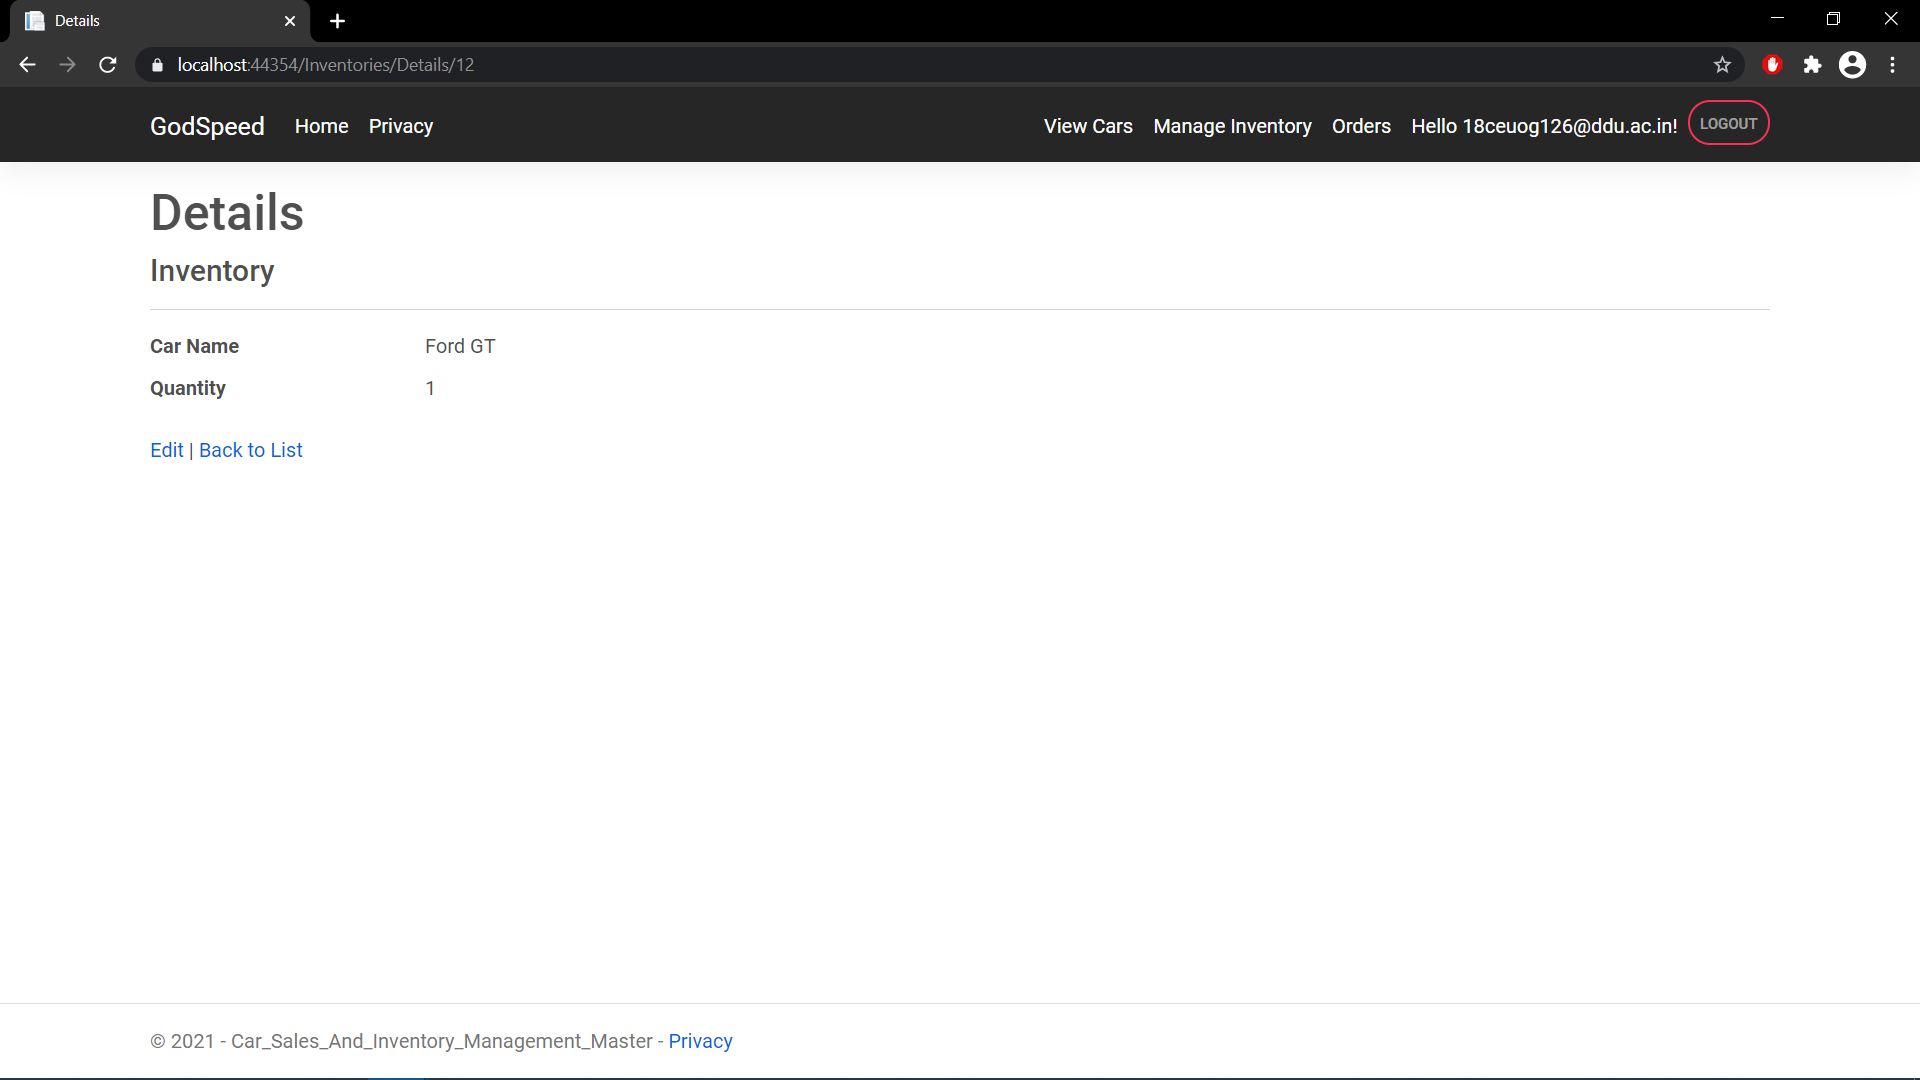 Details
localhost:44354/Inventories/Details/12
GodSpeed Home Privacy View Cars Manage Inventory Orders Hello 18ceuog126@ddu.ac.in! LOGOUT
Details
Inventory
Car Name Ford GT
Quantity 1
Edit | Back to List
© 2021 - Car_Sales_And_Inventory_Management_Master - Privacy